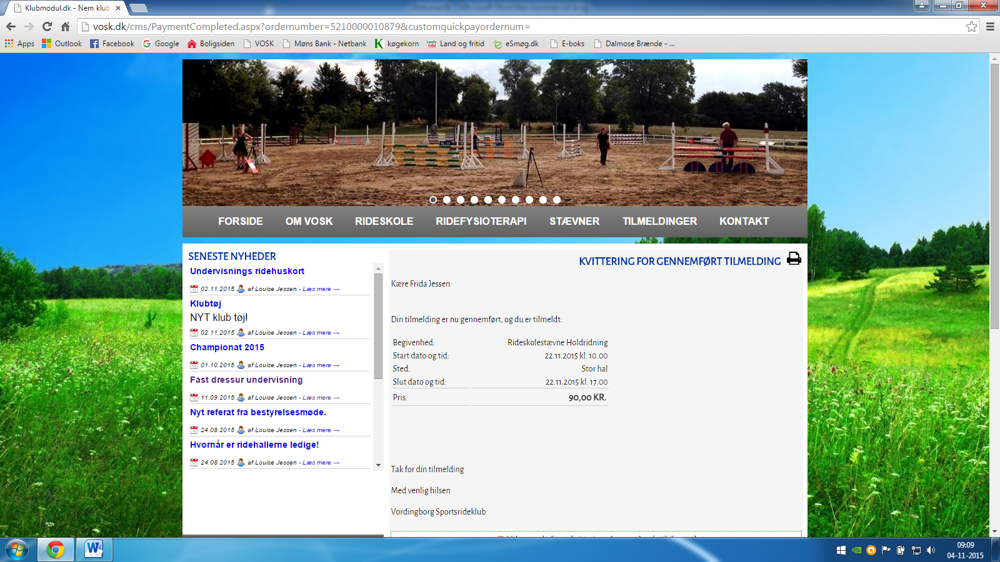 Klubmodul.dk - Nem klub
vosk.dk/cms/PaymentCompleted.aspx?ordernumber=5210000010879&customquickpayordernum=
Apps Outlook Facebook Google Boligsiden VOSK Møns Bank - Netbank køgekorn Land og fritid eSmøg.dk E-boks Dalmose Brænde - ...
FORSIDE OM VOSK RIDESKOLE RIDEFYSIOTERAPI STÆVNER TILMELDINGER KONTAKT
SENESTE NYHEDER
Undervisnings ridehuskort
02.11.2015 af Louise Jessen - Læs mere →
Klubtøj
NYT klub tøj!
02.11.2015 af Louise Jessen - Læs mere →
Championat 2015
01.10.2015 af Louise Jessen - Læs mere →
Fast dressur undervisning
11.09.2015 af Louise Jessen - Læs mere →
Nyt referat fra bestyrelsesmøde.
24.08.2015 af Louise Jessen - Læs mere →
Hvornår er ridehallerne ledige!
24.08.2015 af Louise Jessen - Læs mere →
KVITTERING FOR GENNEMFØRT TILMELDING
Kære Frida Jessen
Din tilmelding er nu gennemført, og du er tilmeldt:
Begivenhed: Rideskolestævne Holdridning
Start dato og tid: 22.11.2015 kl. 10.00
Sted: Stor hal
Slut dato og tid: 22.11.2015 kl. 17.00
Pris: 90,00 KR.
Tak for din tilmelding
Med venlig hilsen
Vordingborg Sportsrideklub
09:09
04-11-2015